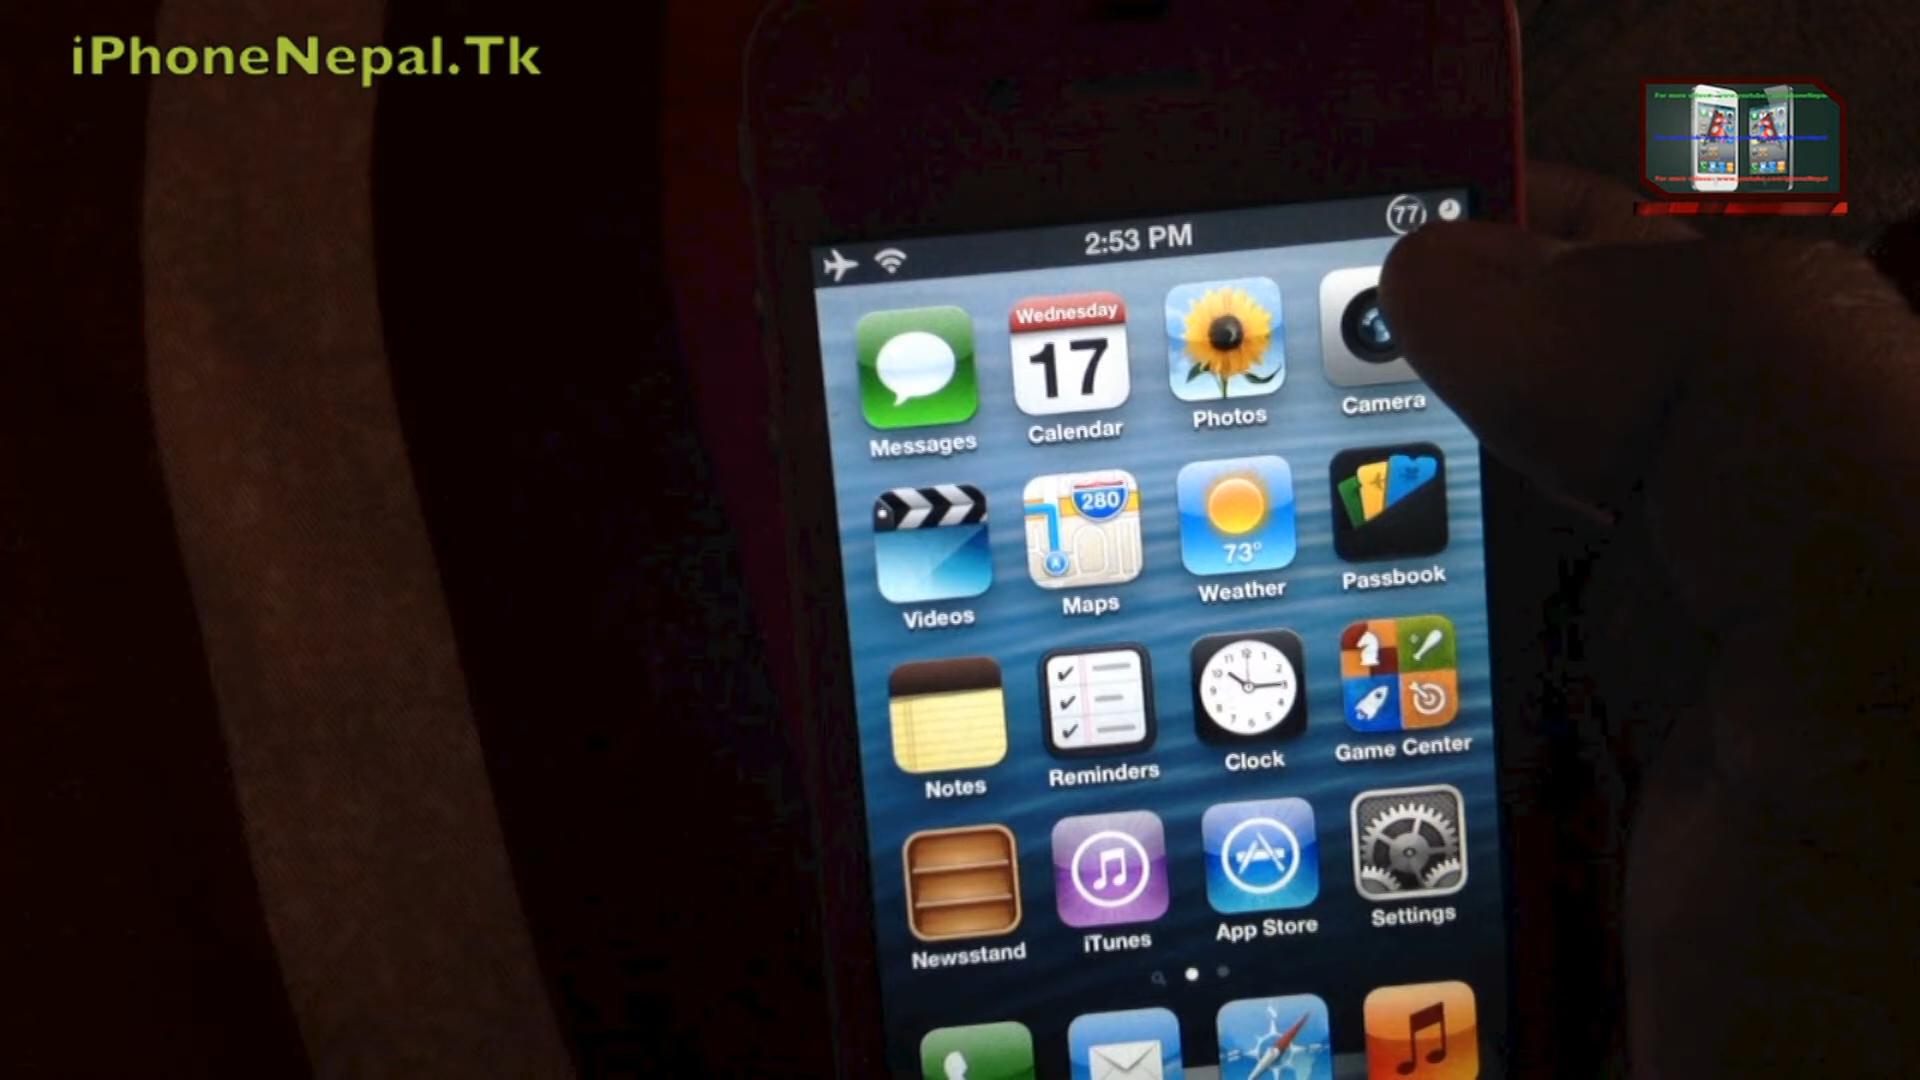 iPhoneNepal.Tk
2:53 PM
77
Wednesday
17
Messages
Calendar
Photos
Camera
280
73°
Videos
Maps
Weather
Passbook
Notes
Reminders
Clock
Game Center
Newsstand
iTunes
App Store
Settings